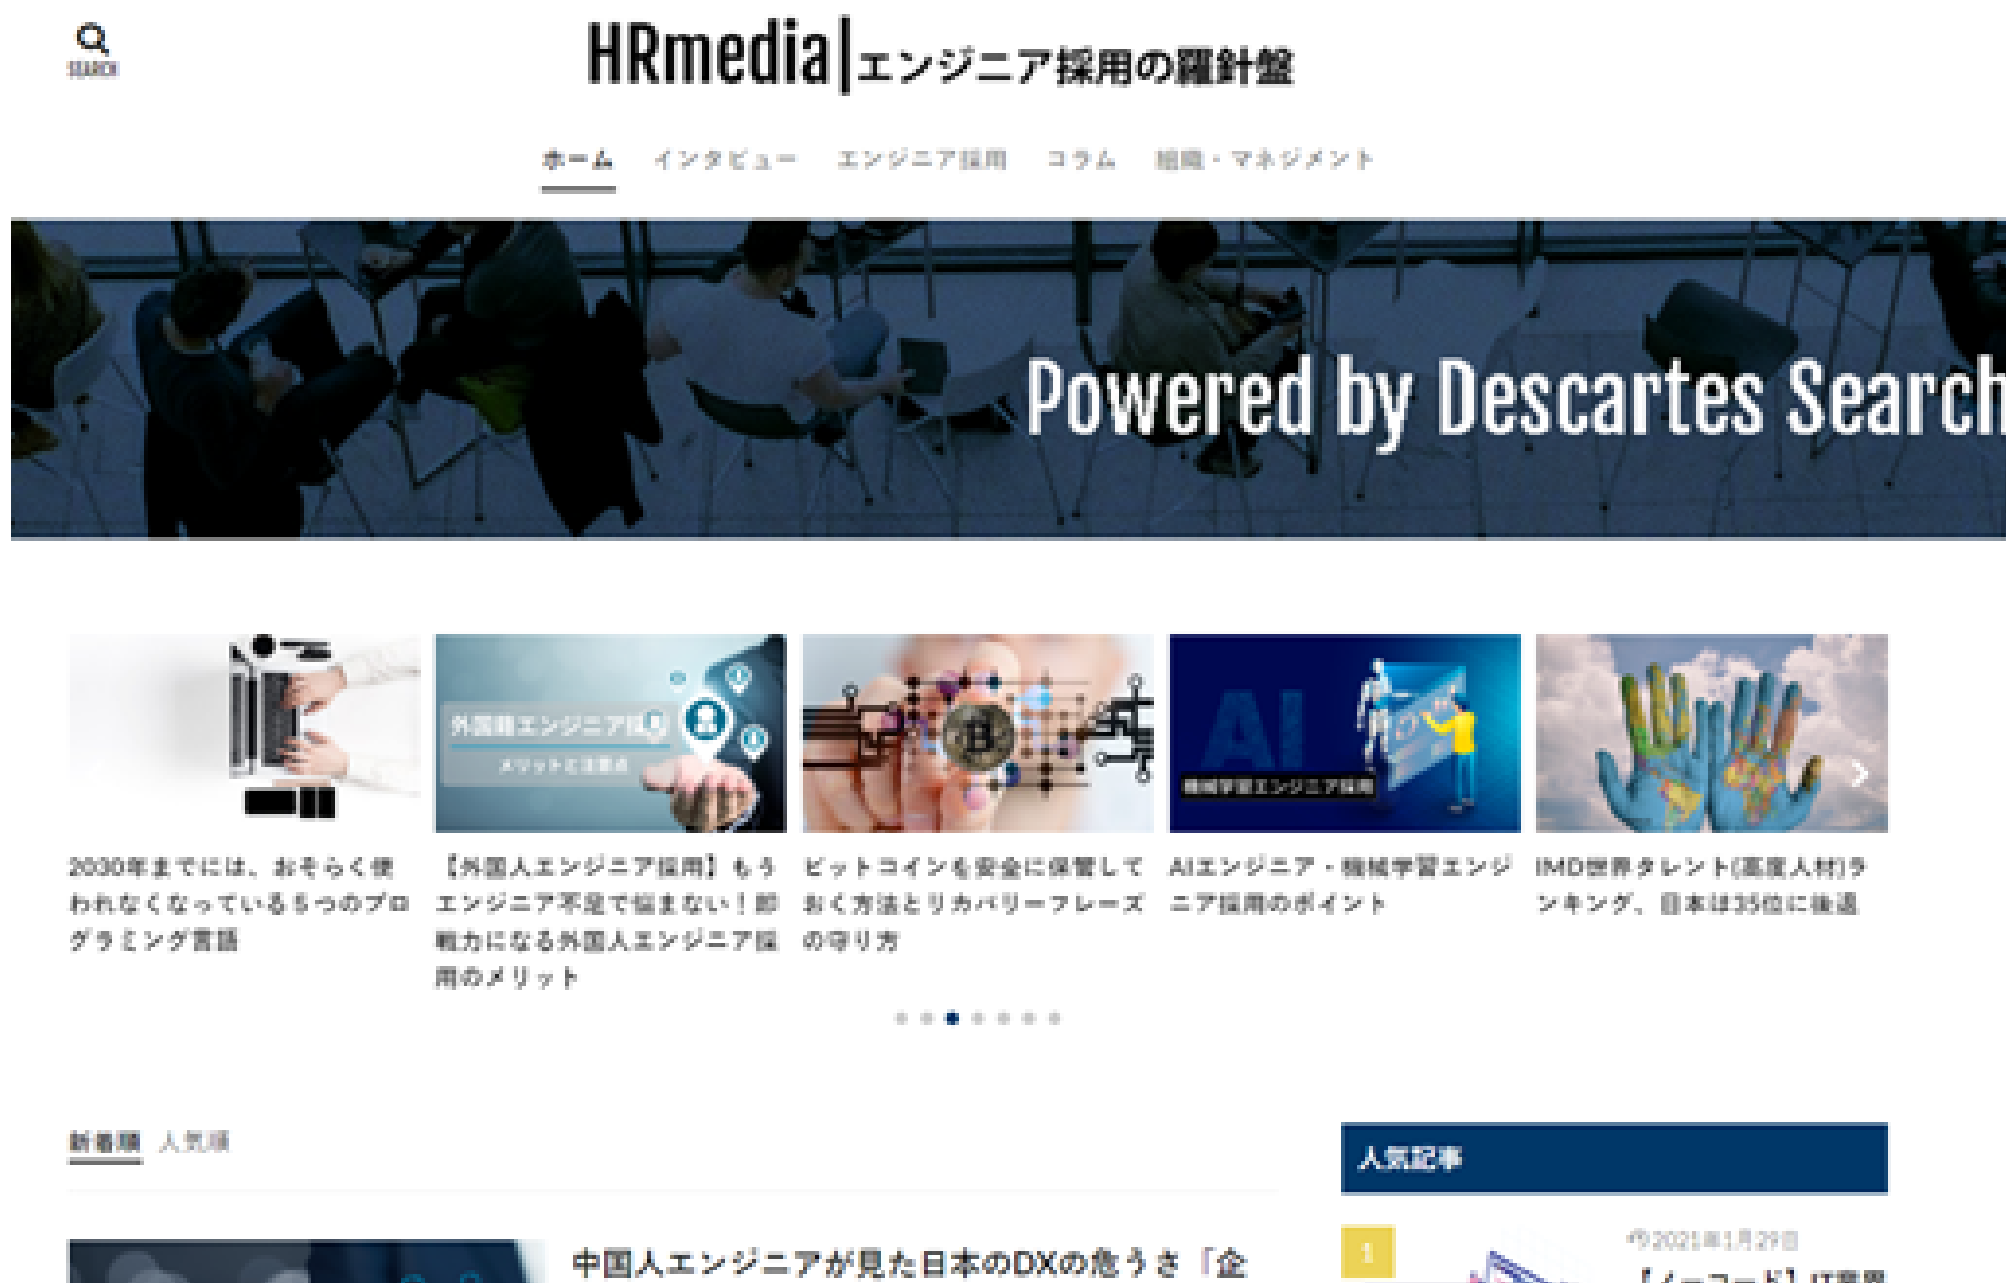 SEARCH
HRmedia|エンジニア採用の羅針盤
ホーム インタビュー エンジニア採用 コラム 組織・マネジメント
Powered by Descartes Search
外国籍エンジニア採用
メリットと注意点
AI
機械学習エンジニア採用
2030年までには、おそらく使
われなくなっている５つのプロ
グラミング言語
【外国人エンジニア採用】もう
エンジニア不足で悩まない！即
戦力になる外国人エンジニア採
用のメリット
ビットコインを安全に保管して
おく方法とリカバリーフレーズ
の守り方
AIエンジニア・機械学習エンジ
ニア採用のポイント
IMD世界タレント(高度人材)ラ
ンキング、日本は35位に後退
新着順 人気順
人気記事
中国人エンジニアが見た日本のDXの危うさ「企
1
2021年1月29日
【ノーコード】IT業界